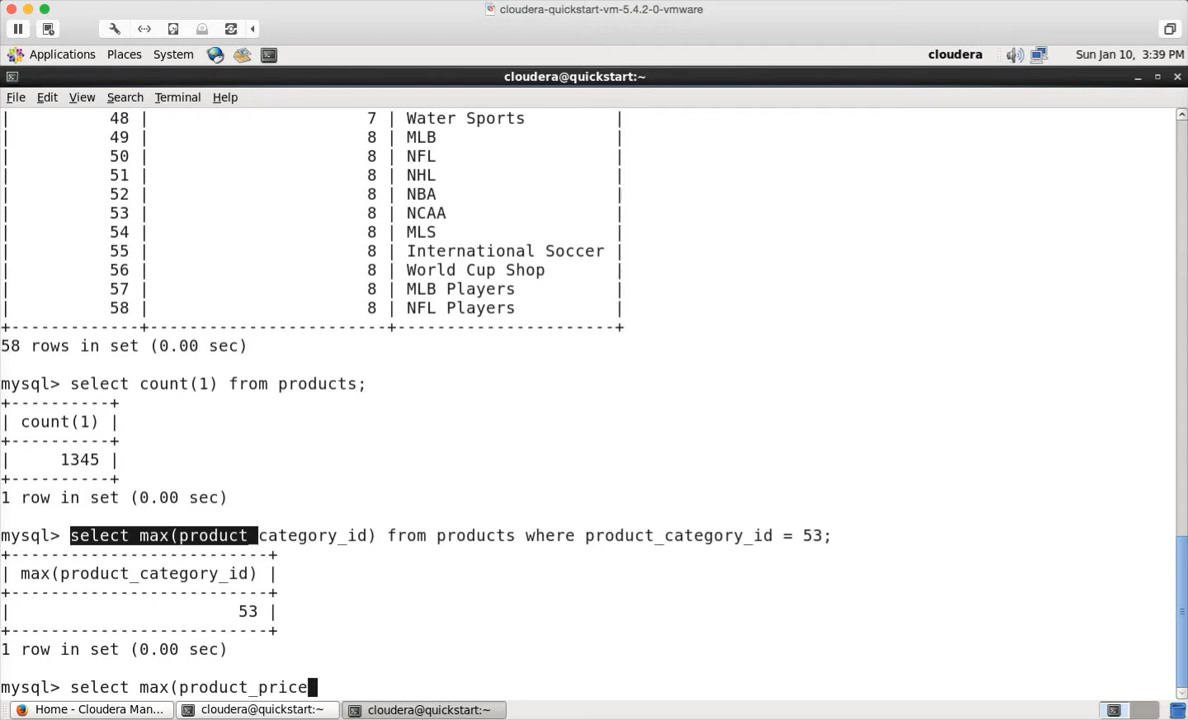 cloudera-quickstart-vm-5.4.2-0-vmware
Applications Places System cloudera Sun Jan 10, 3:39 PM
cloudera@quickstart:~
File Edit View Search Terminal Help
| 48 | 7 | Water Sports |
| 49 | 8 | MLB |
| 50 | 8 | NFL |
| 51 | 8 | NHL |
| 52 | 8 | NBA |
| 53 | 8 | NCAA |
| 54 | 8 | MLS |
| 55 | 8 | International Soccer |
| 56 | 8 | World Cup Shop |
| 57 | 8 | MLB Players |
| 58 | 8 | NFL Players |
+-------------+------------------------+----------------------+
58 rows in set (0.00 sec)
mysql> select count(1) from products;
+----------+
| count(1) |
+----------+
| 1345 |
+----------+
1 row in set (0.00 sec)
mysql> select max(product_category_id) from products where product_category_id = 53;
+--------------------------+
| max(product_category_id) |
+--------------------------+
| 53 |
+--------------------------+
1 row in set (0.00 sec)
mysql> select max(product_price
Home - Cloudera Man... cloudera@quickstart:~ cloudera@quickstart:~